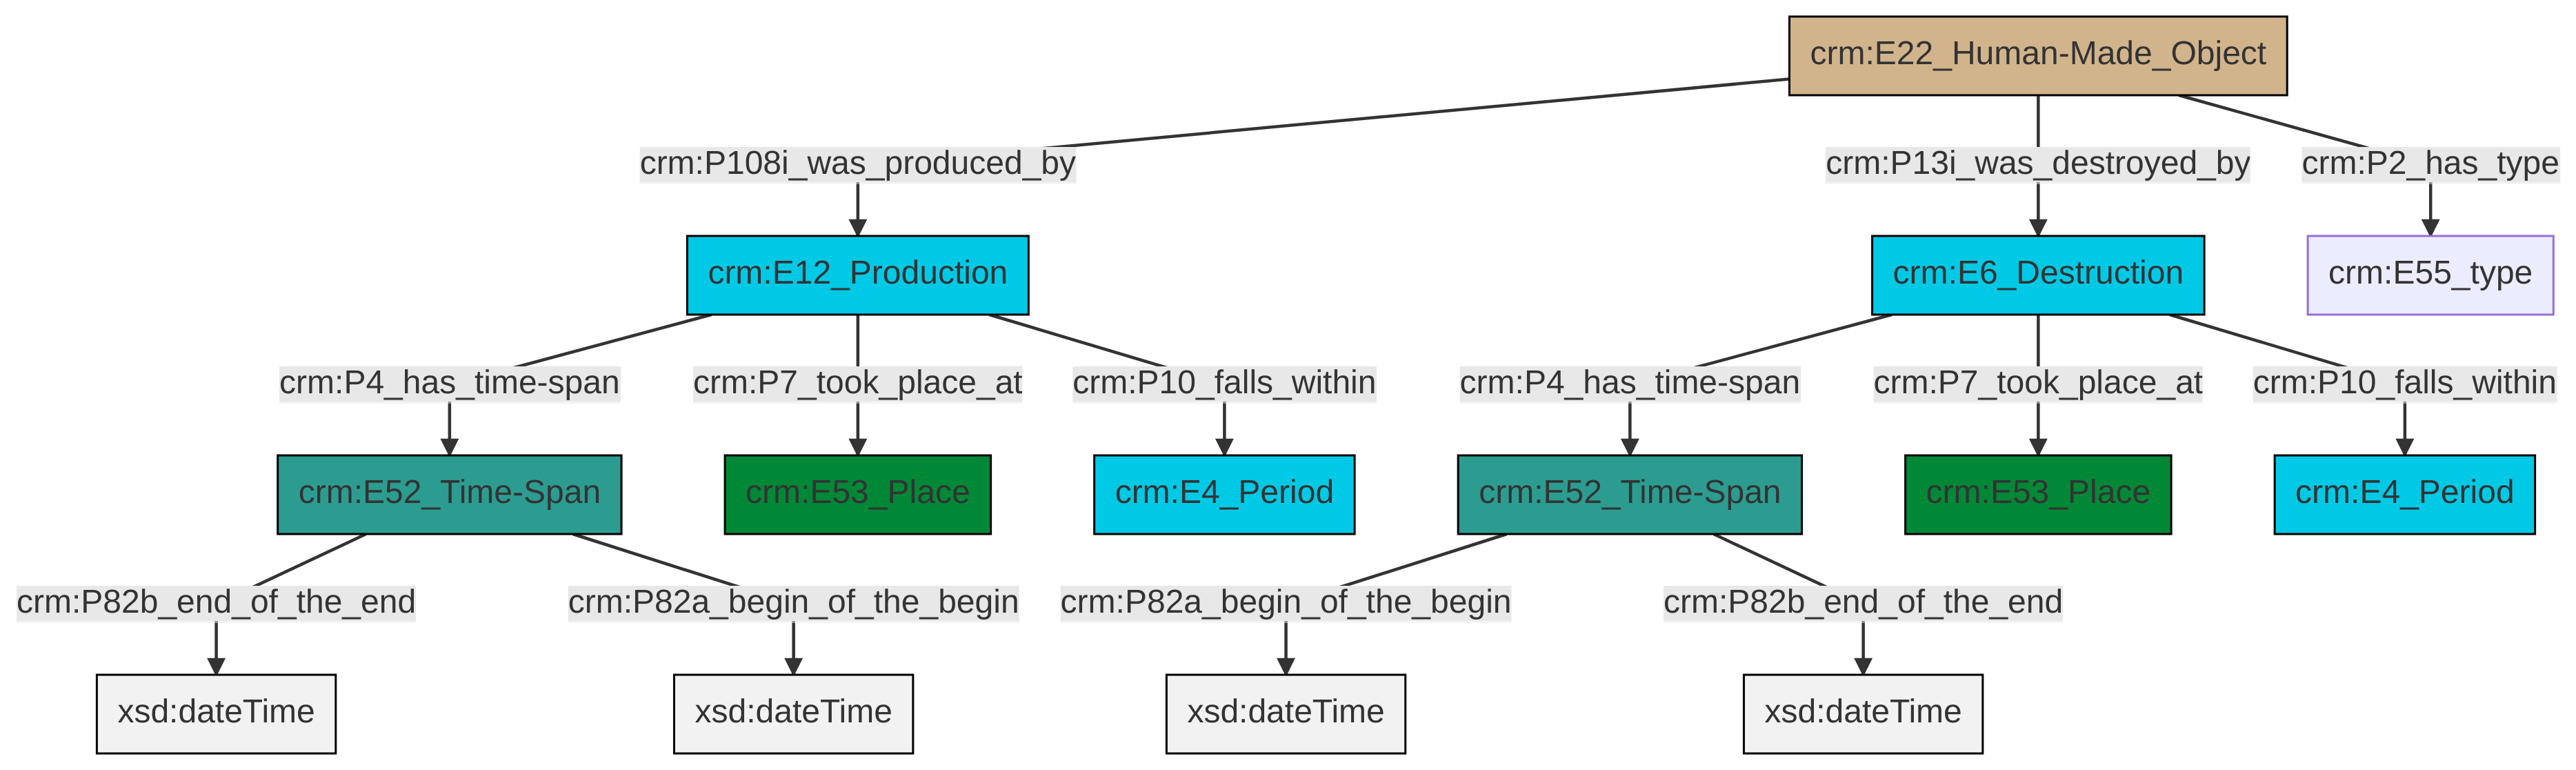 crm:E22_Human-Made_Object
crm:P108i_was_produced_by
crm:P13i_was_destroyed_by
crm:P2_has_type
crm:E12_Production
crm:E6_Destruction
crm:E55_type
crm:P4_has_time-span
crm:P7_took_place_at
crm:P10_falls_within
crm:P4_has_time-span
crm:P7_took_place_at
crm:P10_falls_within
crm:E52_Time-Span
crm:E53_Place
crm:E4_Period
crm:E52_Time-Span
crm:E53_Place
crm:E4_Period
crm:P82b_end_of_the_end
crm:P82a_begin_of_the_begin
crm:P82a_begin_of_the_begin
crm:P82b_end_of_the_end
xsd:dateTime
xsd:dateTime
xsd:dateTime
xsd:dateTime